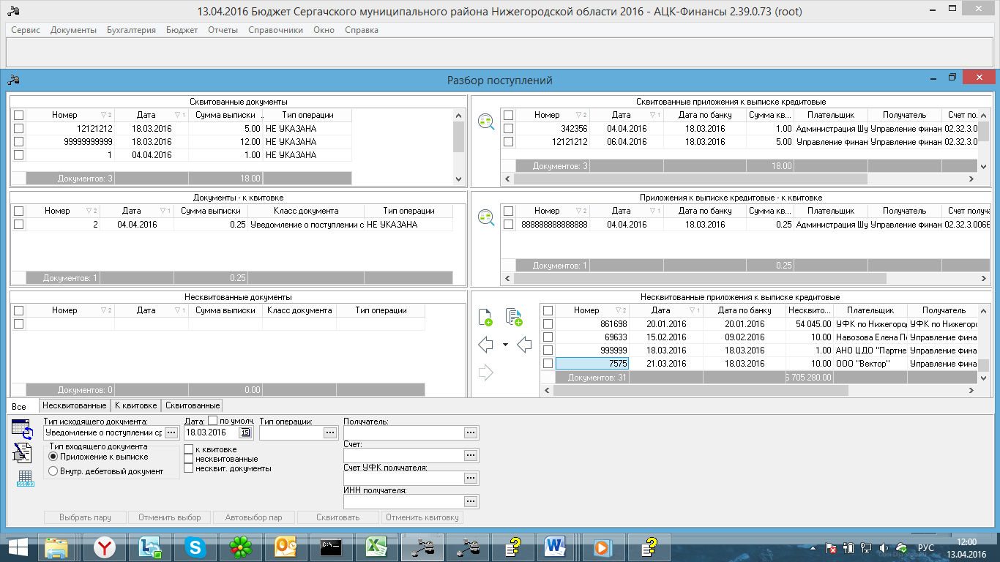 13.04.2016 Бюджет Сергачского муниципального района Нижегородской области 2016 - АЦК-Финансы 2.39.0.73 (root)
Сервис Документы Бухгалтерия Бюджет Отчеты Справочники Окно Справка
Разбор поступлений
Сквитованные документы
Номер 2 Дата 1 Сумма выписки .. Тип операции
12121212 18.03.2016 5.00 НЕ УКАЗАНА
99999999999 18.03.2016 12.00 НЕ УКАЗАНА
1 04.04.2016 1.00 НЕ УКАЗАНА
Документов: 3 18.00
Сквитованные приложения к выписке кредитовые
Номер 2 Дата 1 Дата по банку Сумма кв... Плательщик Получатель Счет по.
342356 04.04.2016 18.03.2016 1.00 Администрация Шу Управление финан 02.32.3.0
12121212 06.04.2016 18.03.2016 5.00 Управление финан Управление финан 02.32.3.0
Документов: 3 18.00
Документы - к квитовке
Номер 2 Дата 1 Сумма выписки Класс документа Тип операции
2 04.04.2016 0.25 Уведомление о поступлении с НЕ УКАЗАНА
Документов: 1 0.25
Приложения к выписке кредитовые - к квитовке
Номер 2 Дата 1 Дата по банку Сумма кв... Плательщик Получатель Счет получа
888888888888888 04.04.2016 18.03.2016 0.25 Администрация Шу Управление финан 02.32.3.0066
Документов: 1 0.25
Несквитованные документы
Номер 2 Дата 1 Сумма выписки Класс документа Тип операции
Документов: 0 0.00
Несквитованные приложения к выписке кредитовые
Номер 2 Дата 1 Дата по банку Несквито... Плательщик Получатель
861698 20.01.2016 20.01.2016 54 045.00 УФК по Нижегород УФК по Нижегоро
69633 15.02.2016 09.02.2016 10.00 Навозова Елена П Управление фина
999999 18.03.2016 18.03.2016 1.00 АНО ЦДО "Партне Управление фина
7575 21.03.2016 18.03.2016 10.00 ООО "Вектор" Управление фина
Документов: 31 705 280.00
Все Несквитованные К квитовке Сквитованные
Тип исходящего документа: Дата: по умолч. Тип операции: Получатель:
Уведомление о поступлении ср ... 18.03.2016 15 ... ...
Тип входящего документа к квитовке Счет:
Приложение к выписке несквитованные ...
Внутр. дебетовый документ несквит. документы Счет УФК получателя:
999.99 ...
ИНН получателя:
...
Выбрать пару Отменить выбор Автовыбор пар Сквитовать Отменить квитовку
РУС 12:00
13.04.2016